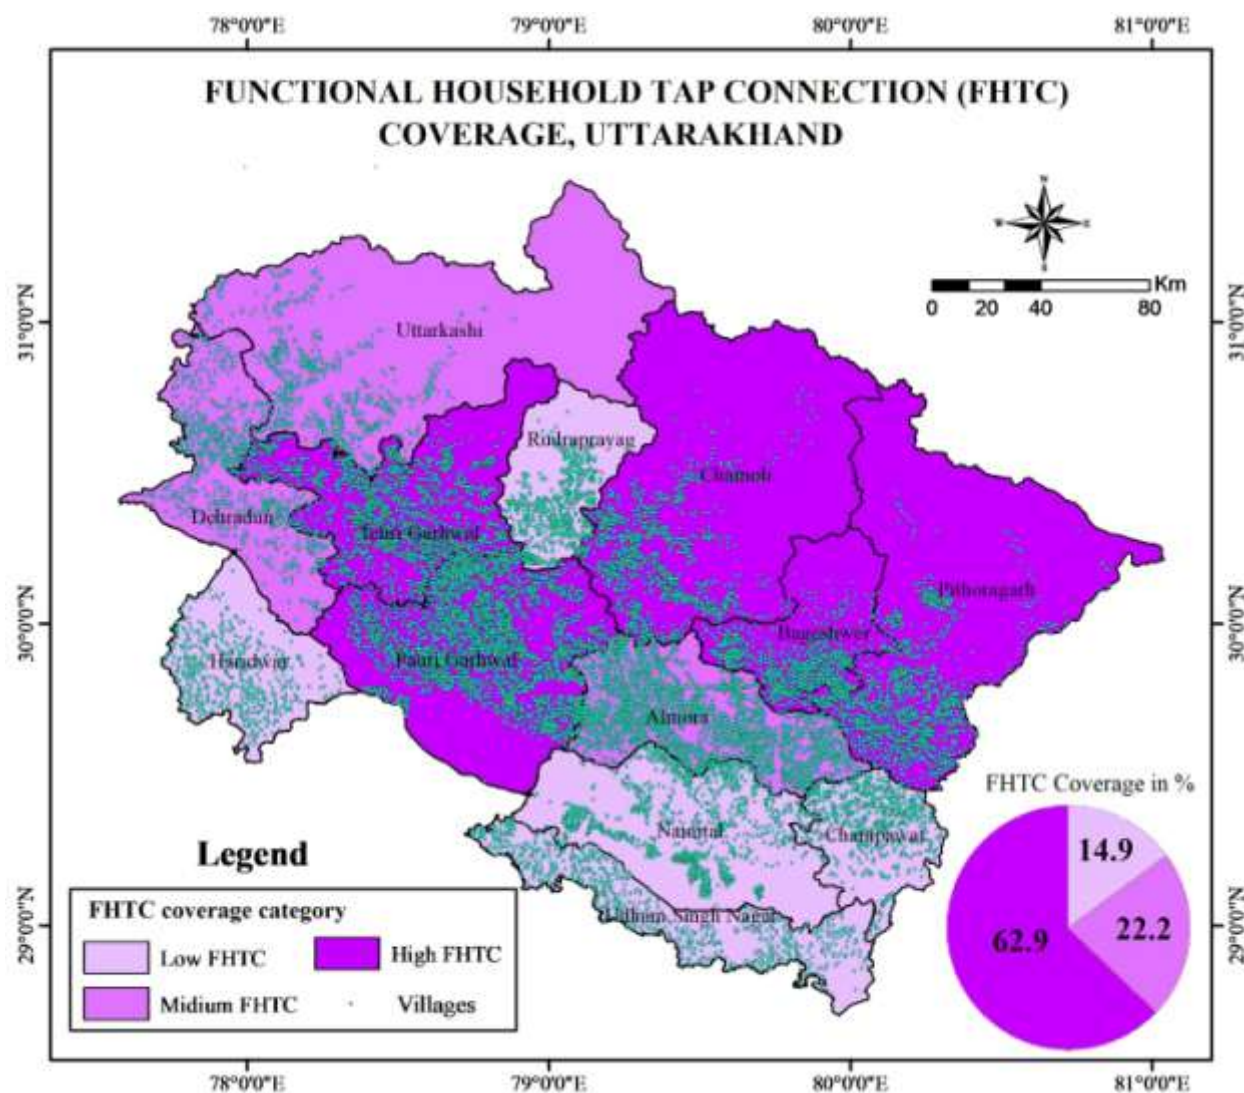 78°0'0"E 79°0'0"E 80°0'0"E 81°0'0"E
FUNCTIONAL HOUSEHOLD TAP CONNECTION (FHTC)
COVERAGE, UTTARAKHAND
N
W E
S
Km
0 20 40 80
31°0'0"N 31°0'0"N
Uttarkashi
Rudraprayag
Chamoli
Dehradun
Tehri Garhwal
Pithoragarh
30°0'0"N 30°0'0"N
Bageshwer
Haridwar
Pauri Garhwal
Almora
FHTC Coverage in %
Nainital
Champawat
14.9
22.2
62.9
Udham Singh Nagar
29°0'0"N 29°0'0"N
Legend
FHTC coverage category
Low FHTC High FHTC
Midium FHTC Villages
78°0'0"E 79°0'0"E 80°0'0"E 81°0'0"E